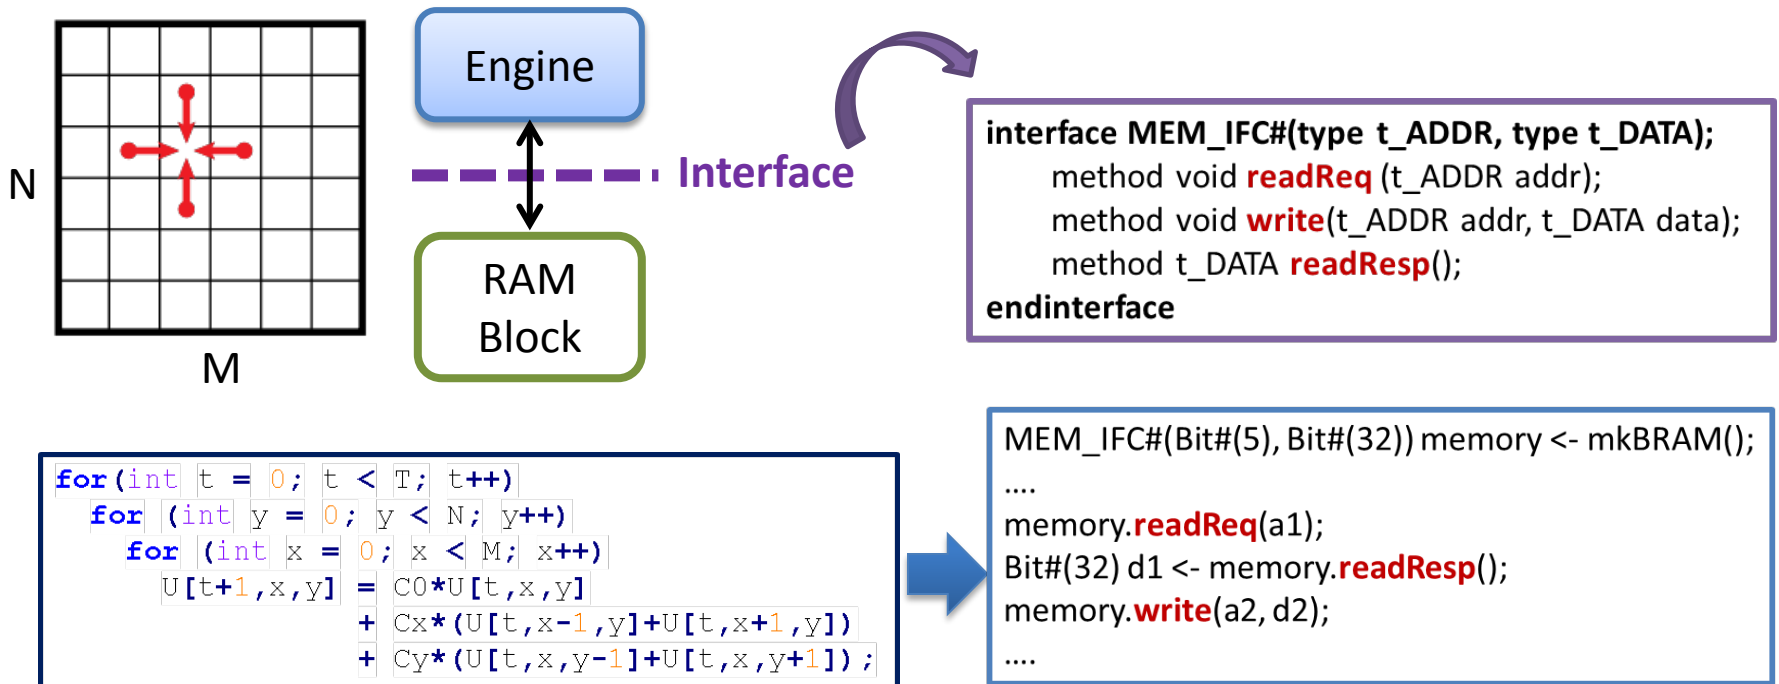 N
M
Engine
Interface
RAM
Block
interface MEM_IFC#(type t_ADDR, type t_DATA);
method void readReq (t_ADDR addr);
method void write(t_ADDR addr, t_DATA data);
method t_DATA readResp();
endinterface
for(int t = 0; t < T; t++)
for (int y = 0; y < N; y++)
for (int x = 0; x < M; x++)
U[t+1,x,y] = C0*U[t,x,y]
+ Cx*(U[t,x-1,y]+U[t,x+1,y])
+ Cy*(U[t,x,y-1]+U[t,x,y+1]);
MEM_IFC#(Bit#(5), Bit#(32)) memory <- mkBRAM();
....
memory.readReq(a1);
Bit#(32) d1 <- memory.readResp();
memory.write(a2, d2);
....